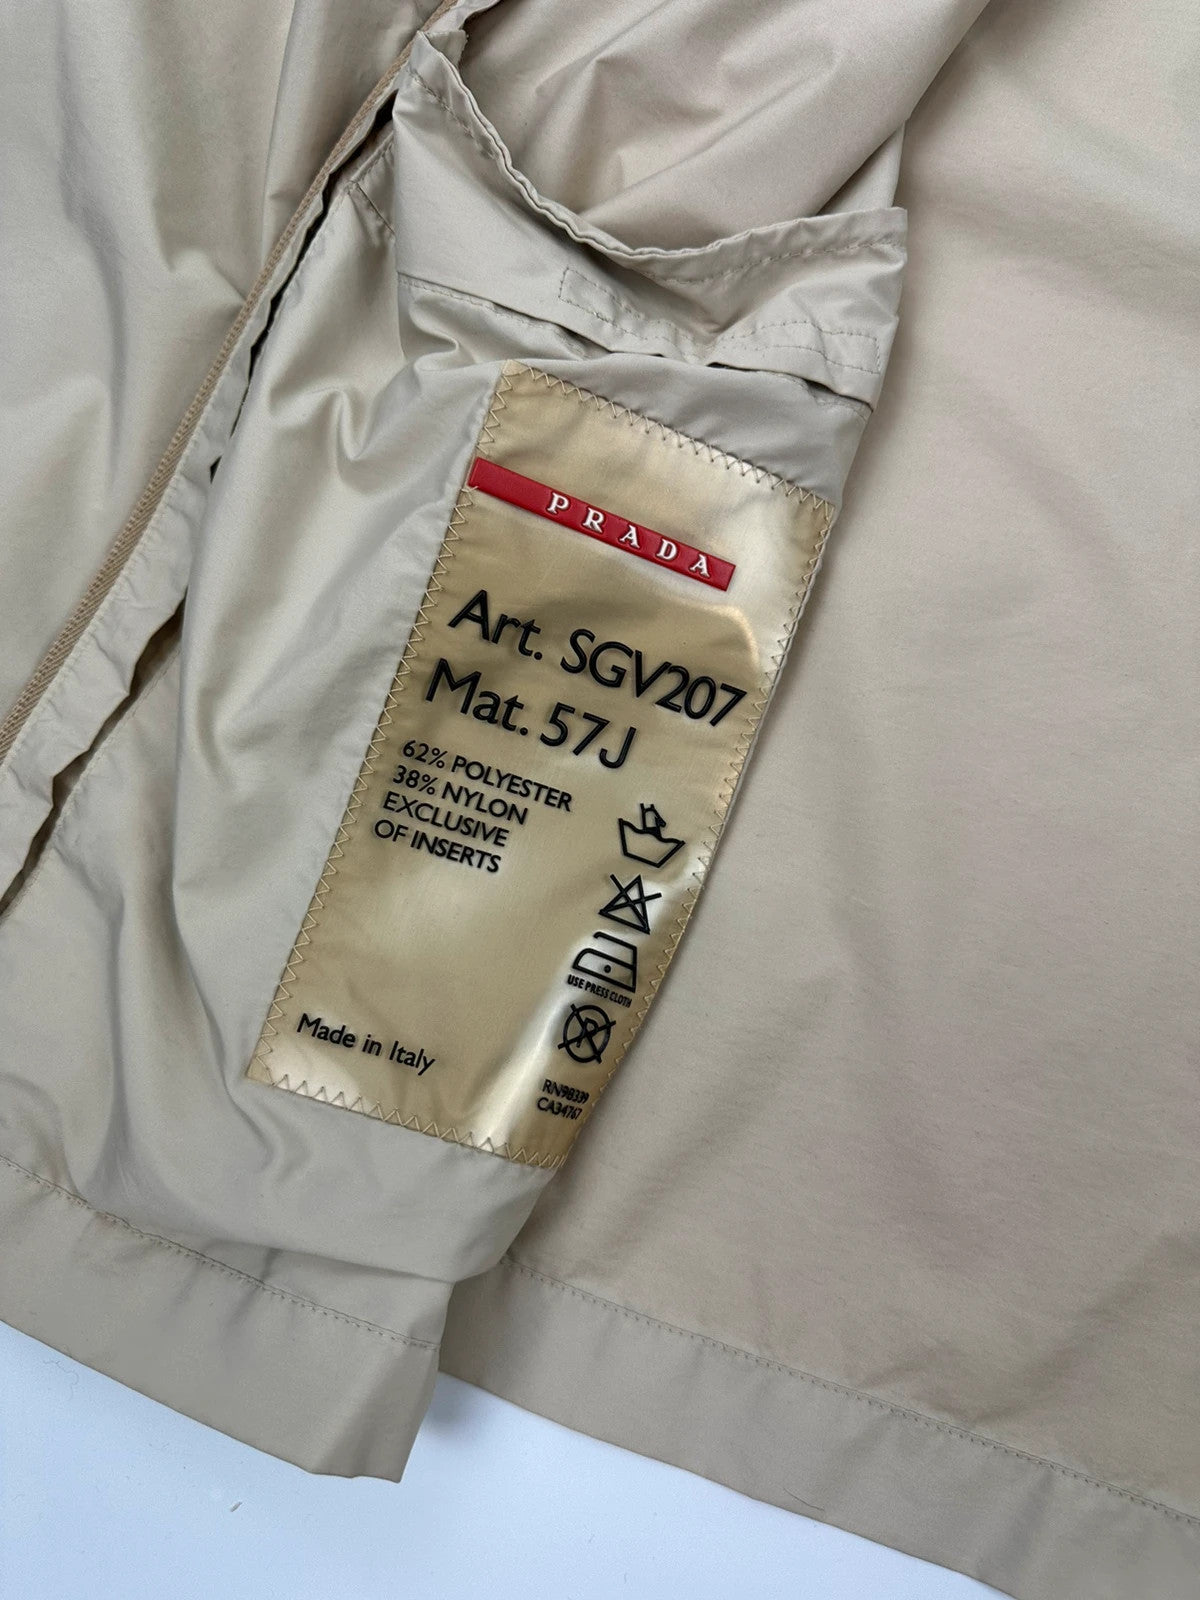 PRADA
Art. SGV207
Mat. 57J
62% POLYESTER
38% NYLON
EXCLUSIVE
OF INSERTS
USE PRESS CLOTH
R
Made in Italy
RN98339
CA34767